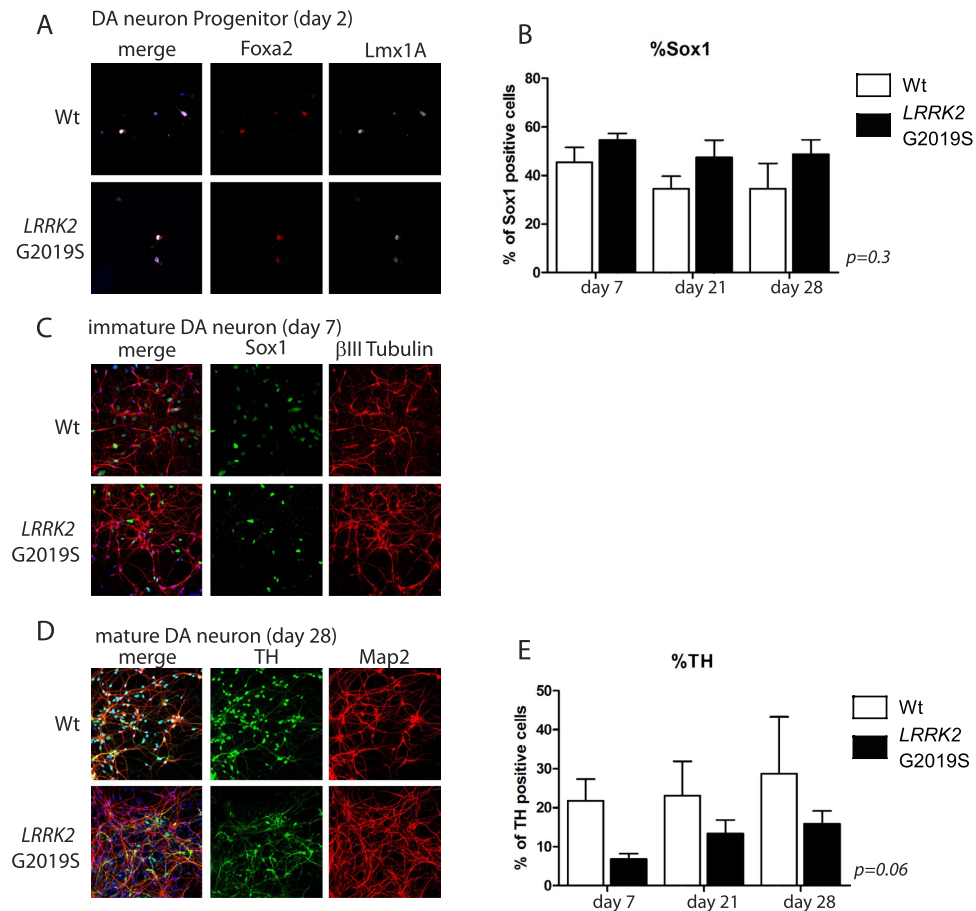 A
DA neuron Progenitor (day 2)
merge Foxa2 Lmx1A
Wt
LRRK2
G2019S
B
%Sox1
% of Sox1 positive cells
80
60
40
20
0
day 7 day 21 day 28
Wt
LRRK2
G2019S
p=0.3
C
immature DA neuron (day 7)
merge Sox1 βIII Tubulin
Wt
LRRK2
G2019S
D
mature DA neuron (day 28)
merge TH Map2
Wt
LRRK2
G2019S
E
%TH
% of TH positive cells
50
40
30
20
10
0
day 7 day 21 day 28
Wt
LRRK2
G2019S
p=0.06